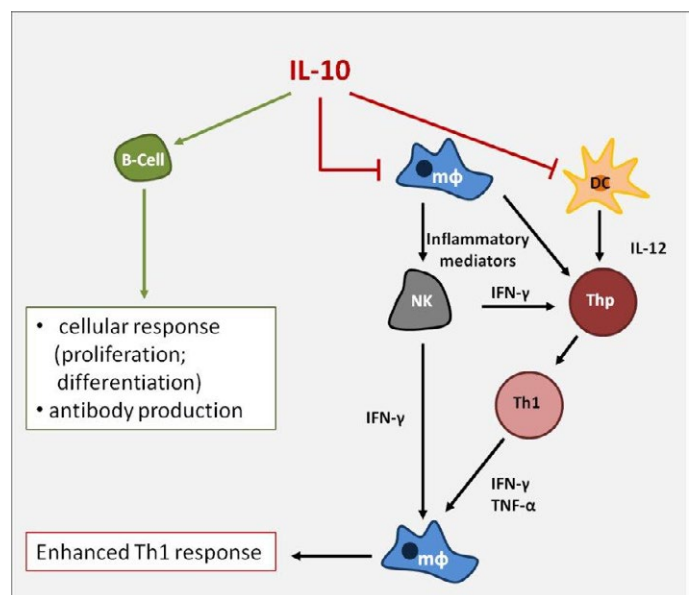 IL-10
B-Cell
mϕ
DC
Inflammatory
mediators
IL-12
NK
IFN-γ
Thp
• cellular response
(proliferation;
differentiation)
• antibody production
Th1
IFN-γ
IFN-γ
TNF-α
Enhanced Th1 response
mϕ